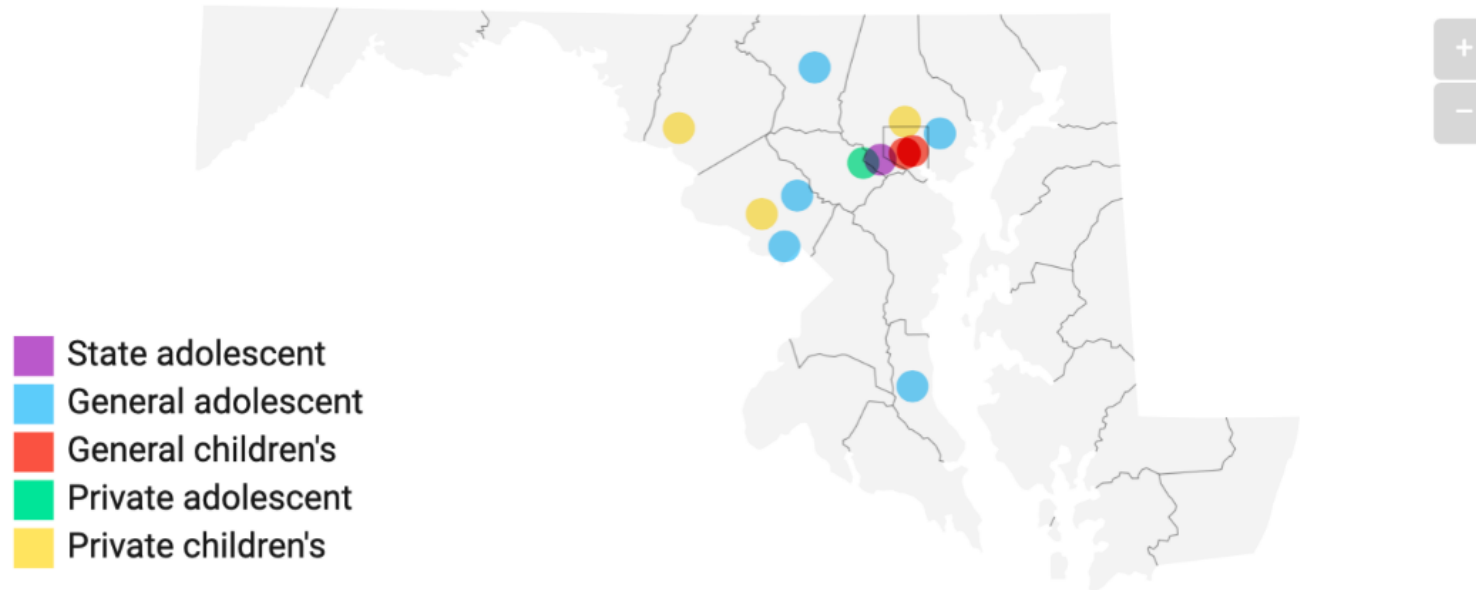 +
−
State adolescent
General adolescent
General children's
Private adolescent
Private children's